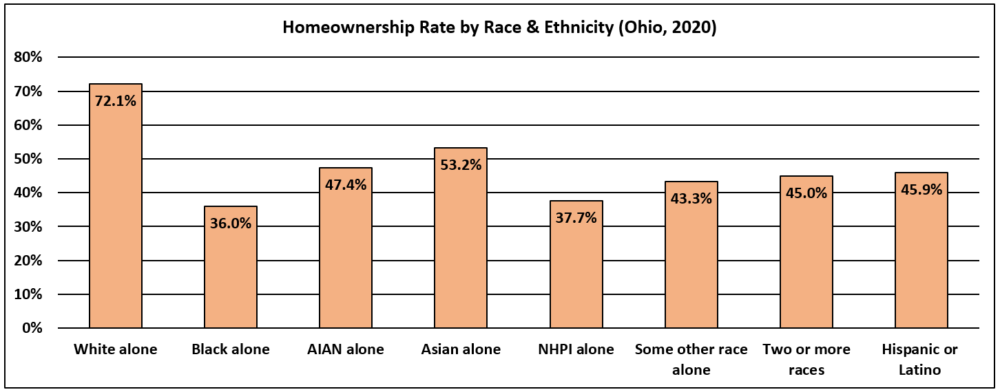 Homeownership Rate by Race & Ethnicity (Ohio, 2020)
80%
70%
60%
50%
40%
30%
20%
10%
0%
72.1%
36.0%
47.4%
53.2%
37.7%
43.3%
45.0%
45.9%
White alone
Black alone
AIAN alone
Asian alone
NHPI alone
Some other race
alone
Two or more
races
Hispanic or
Latino